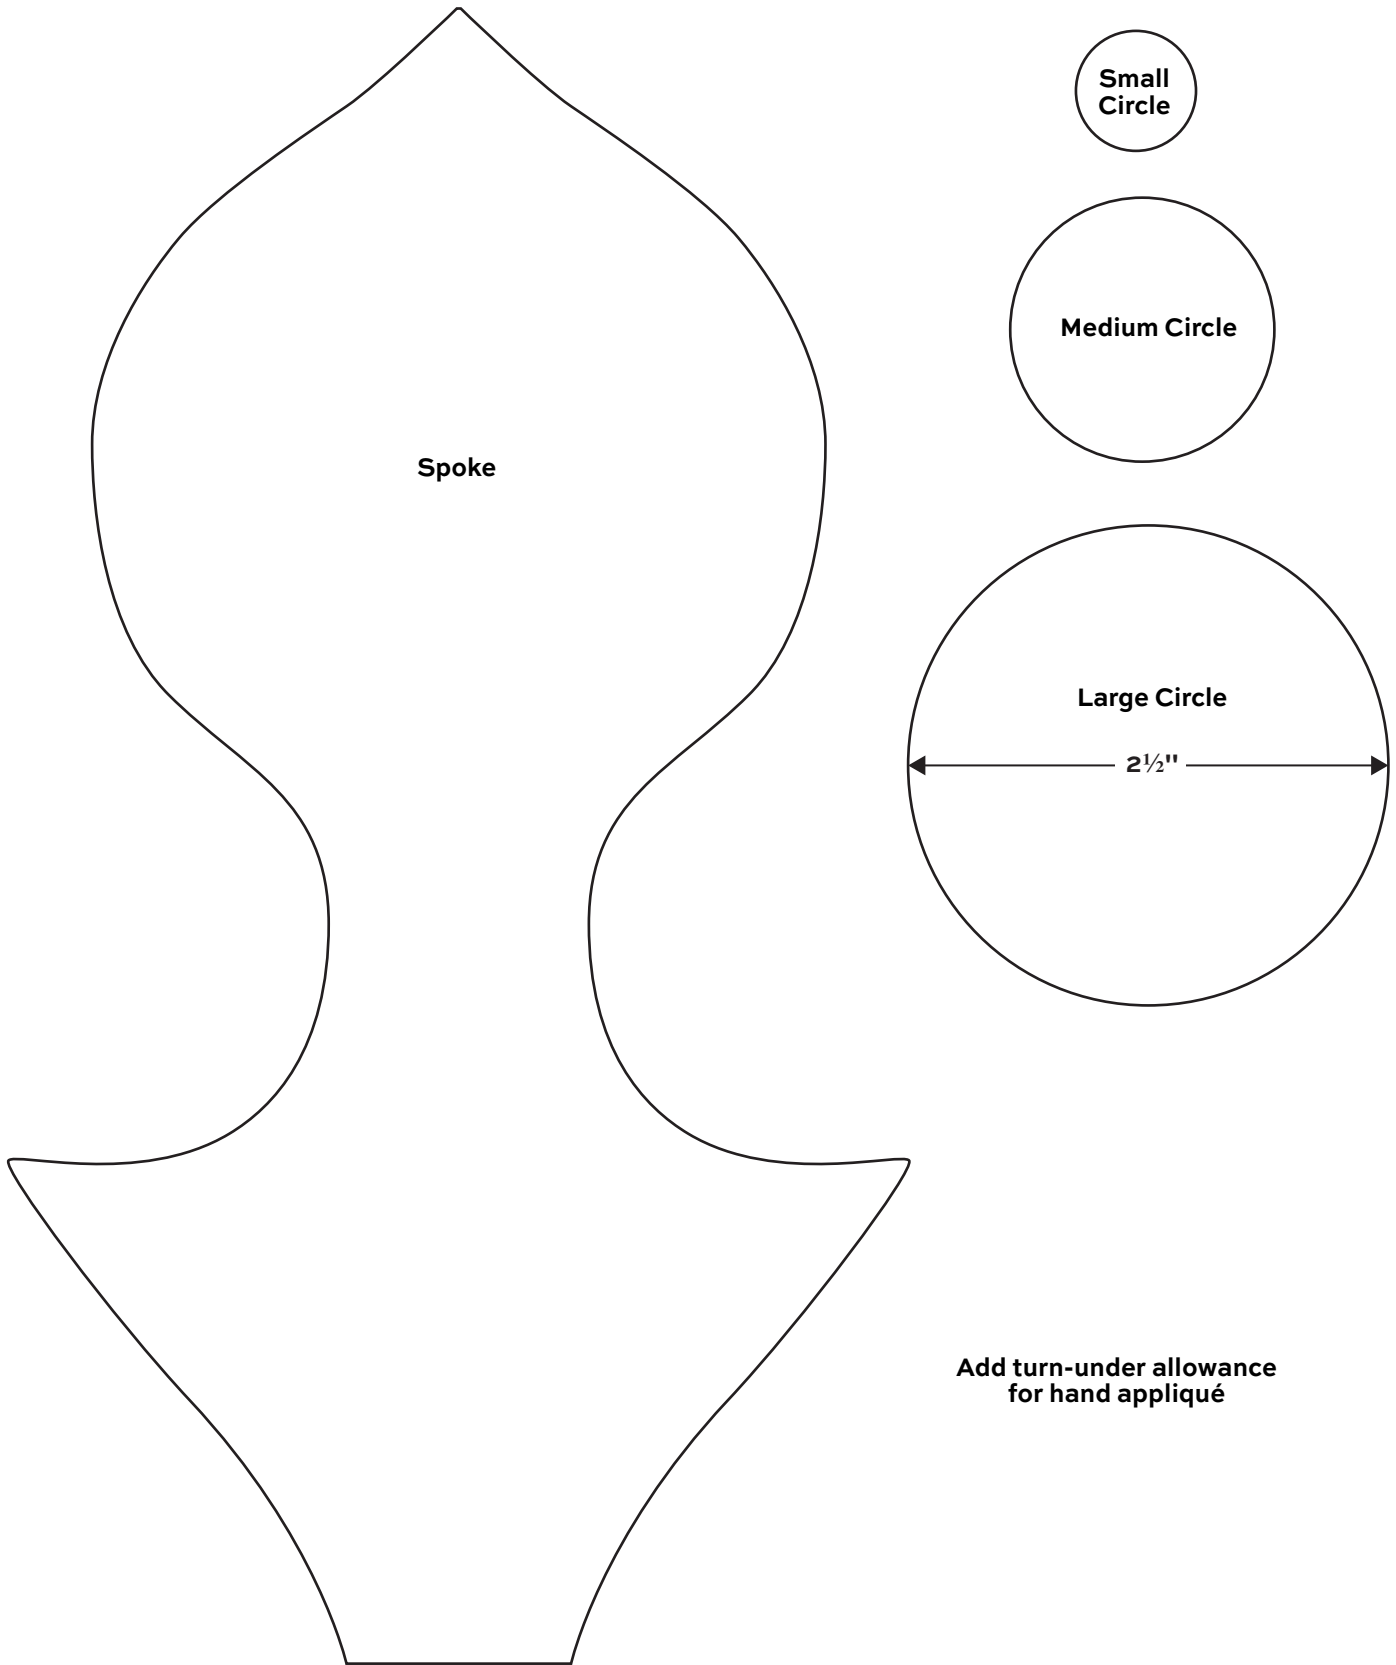 Small
Circle
Medium Circle
Spoke
Large Circle
2½"
Add turn-under allowance
for hand appliqué